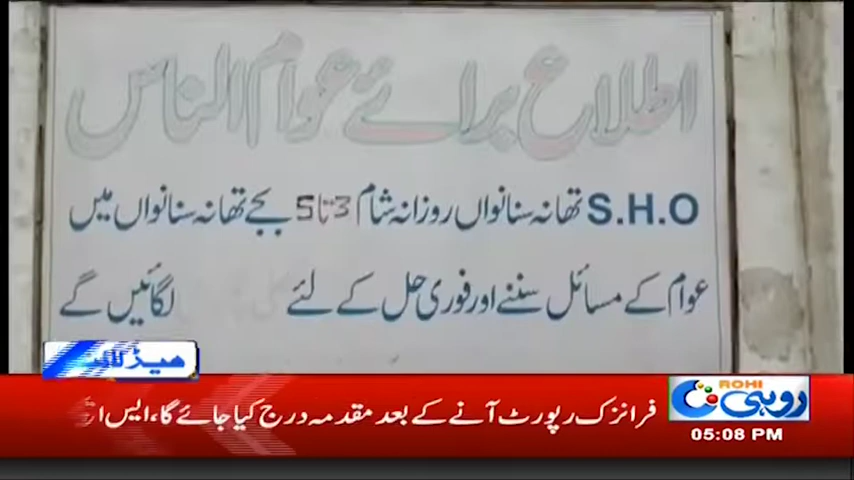 اطلاع برائے عوام الناس
S.H.O تھانہ سنانواں روزانہ شام 3 تا 5 بجے تھانہ سنانواں میں
عوام کے مسائل سننے اور فوری حل کے لئے لگائیں گے
ہیڈ لائنز
فرانزک رپورٹ آنے کے بعد مقدمہ درج کیا جائے گا، ایس
ROHI
روہی
05:08 PM